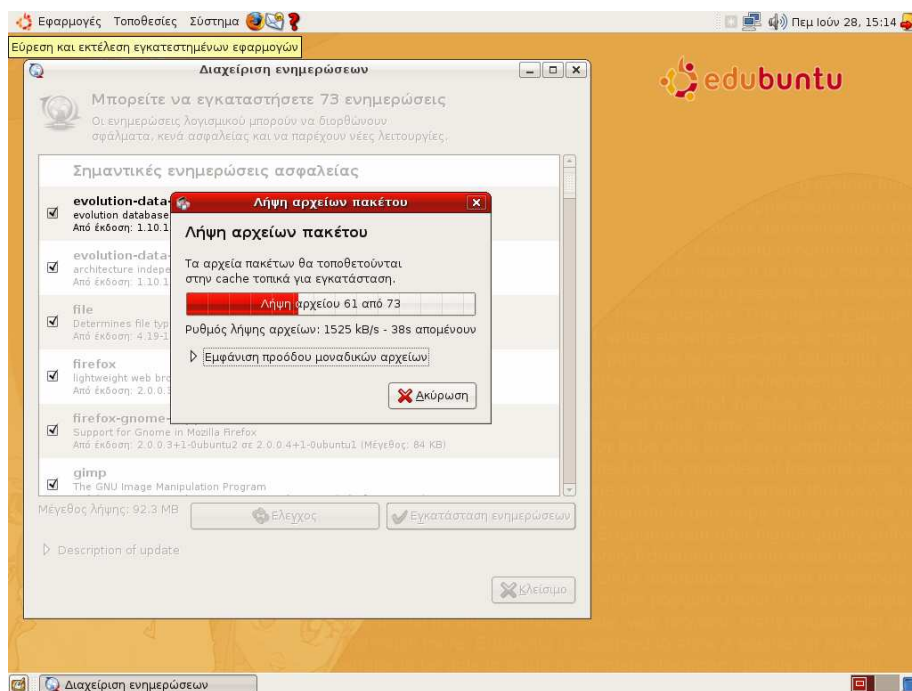 Εφαρμογές Τοποθεσίες Σύστημα
Πεμ Ιούν 28, 15:14
Εύρεση και εκτέλεση εγκατεστημένων εφαρμογών
edubuntu
Διαχείριση ενημερώσεων
Μπορείτε να εγκαταστήσετε 73 ενημερώσεις
Οι ενημερώσεις λογισμικού μπορούν να διορθώνουν
σφάλματα, κενά ασφαλείας και να παρέχουν νέες λειτουργίες.
Σημαντικές ενημερώσεις ασφαλείας
evolution-data-
evolution database
Από έκδοση: 1.10.1
evolution-data-
architecture indepe
Από έκδοση: 1.10.1
file
Determines file typ
Από έκδοση: 4.19-1
firefox
lightweight web bro
Από έκδοση: 2.0.0.3
firefox-gnome-
Support for Gnome in Mozilla Firefox
Από έκδοση: 2.0.0.3+1-0ubuntu2 σε 2.0.0.4+1-0ubuntu1 (Μέγεθος: 84 KB)
gimp
The GNU Image Manipulation Program
Λήψη αρχείων πακέτου
Λήψη αρχείων πακέτου
Τα αρχεία πακέτων θα τοποθετούνται
στην cache τοπικά για εγκατάσταση.
Λήψη αρχείου 61 από 73
Ρυθμός λήψης αρχείων: 1525 kB/s - 38s απομένουν
Εμφάνιση προόδου μοναδικών αρχείων
Ακύρωση
Μέγεθος λήψης: 92.3 MB
Έλεγχος
Εγκατάσταση ενημερώσεων
Description of update
Κλείσιμο
Διαχείριση ενημερώσεων